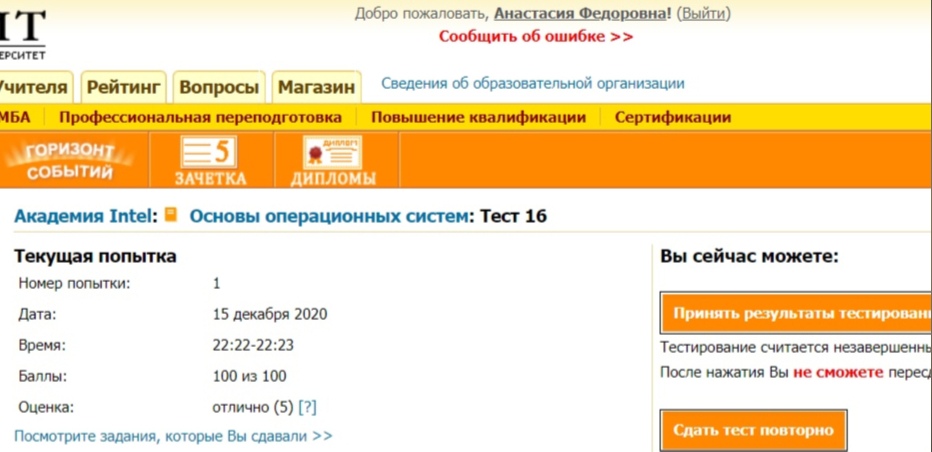 ІТ
Добро пожаловать, Анастасия Федоровна! (Выйти)
ЕРСИТЕТ
Сообщить об ошибке >>
Учителя Рейтинг Вопросы Магазин Сведения об образовательной организации
МБА Профессиональная переподготовка Повышение квалификации Сертификации
ГОРИЗОНТ
СОБЫТИЙ
5
ЗАЧЕТКА
ДИПЛОМ
ДИПЛОМЫ
Академия Intel: Основы операционных систем: Тест 16
Текущая попытка
Номер попытки: 1
Дата: 15 декабря 2020
Время: 22:22-22:23
Баллы: 100 из 100
Оценка: отлично (5) [?]
Посмотрите задания, которые Вы сдавали >>
Вы сейчас можете:
Принять результаты тестирован
Тестирование считается незавершенн
После нажатия Вы не сможете перес
Сдать тест повторно